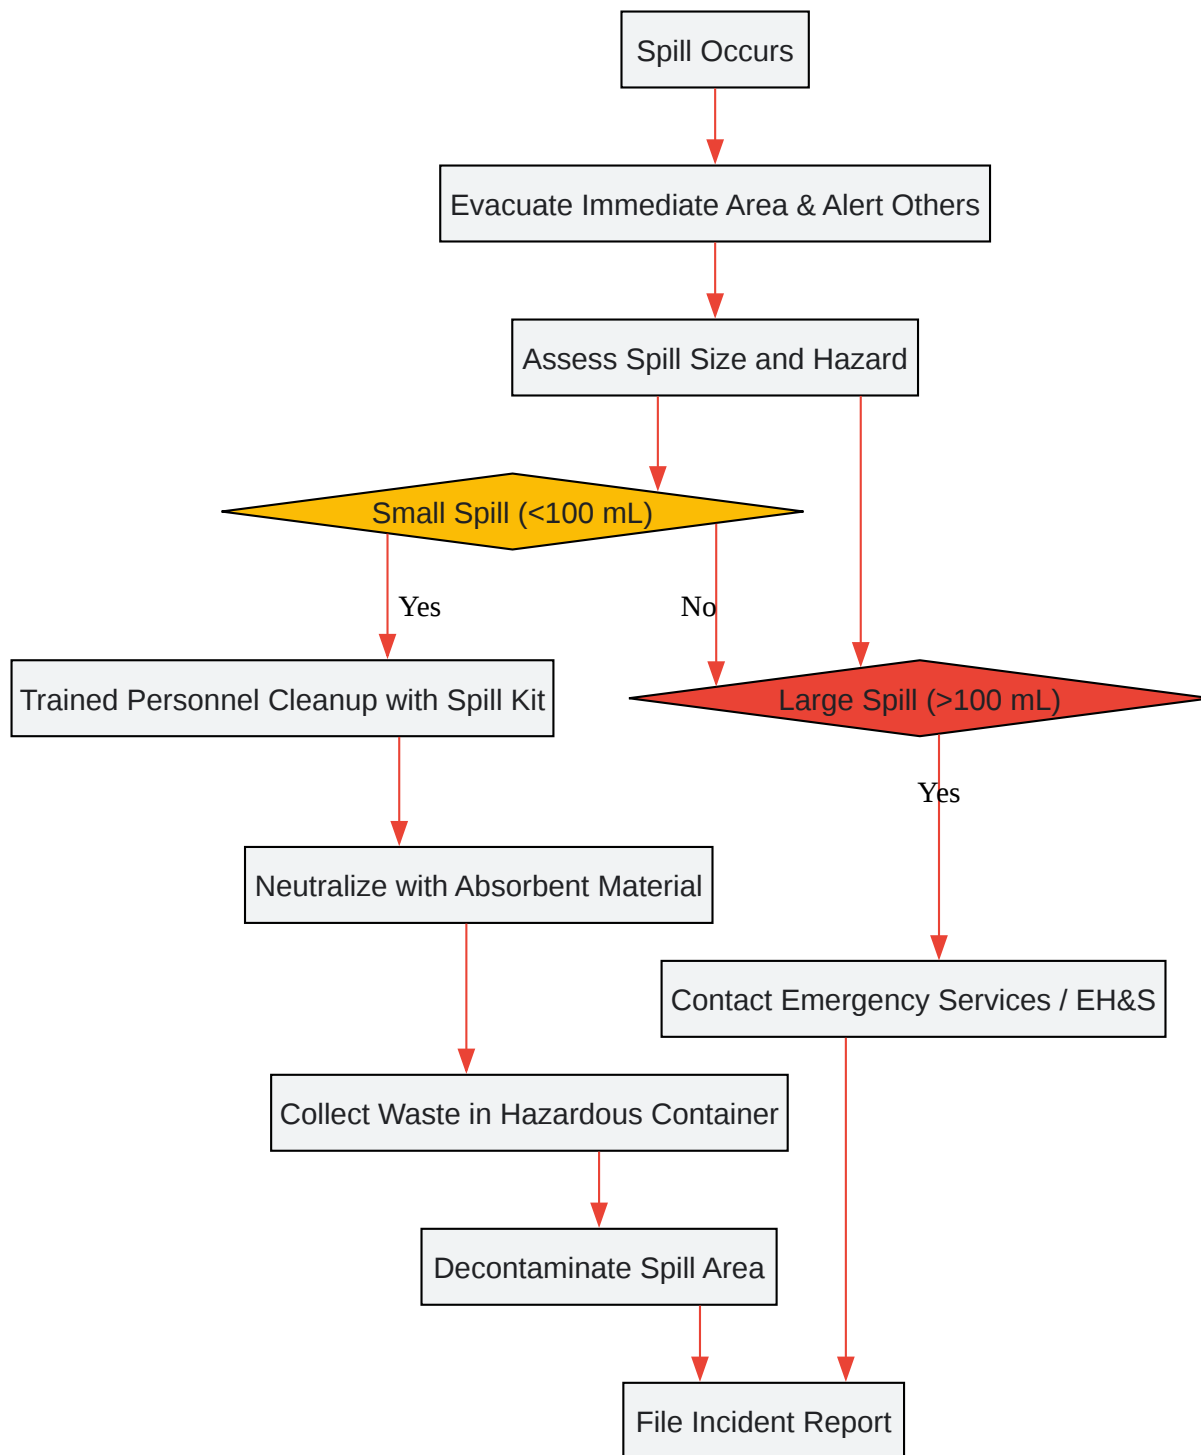 Spill Occurs
Evacuate Immediate Area & Alert Others
Assess Spill Size and Hazard
Small Spill (<100 mL)
Yes
No
Trained Personnel Cleanup with Spill Kit
Large Spill (>100 mL)
Yes
Neutralize with Absorbent Material
Contact Emergency Services / EH&S
Collect Waste in Hazardous Container
Decontaminate Spill Area
File Incident Report